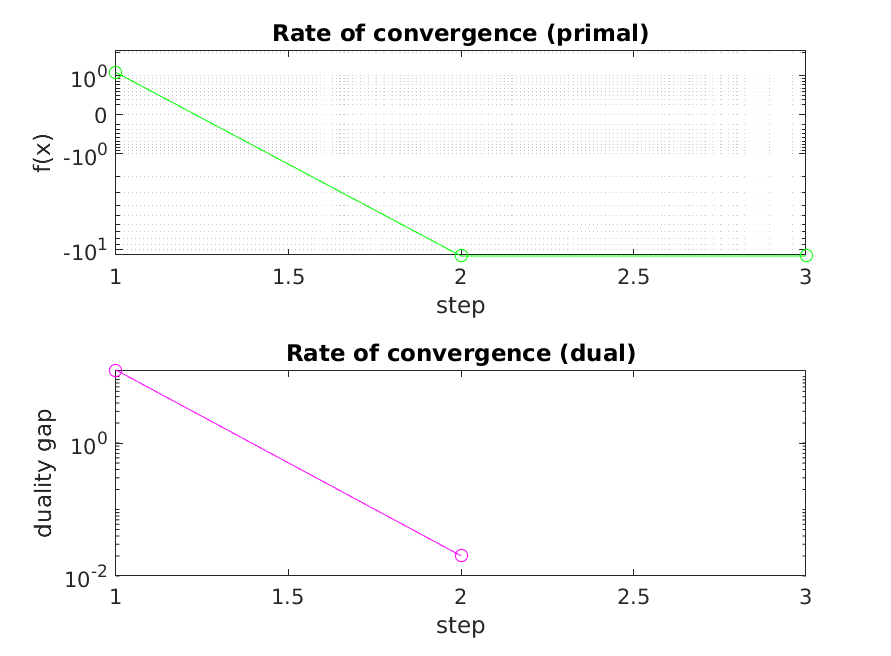 Rate of convergence (primal)
10^0
0
-10^0
-10^1
f(x)
1 1.5 2 2.5 3
step
Rate of convergence (dual)
10^0
10^-2
duality gap
1 1.5 2 2.5 3
step